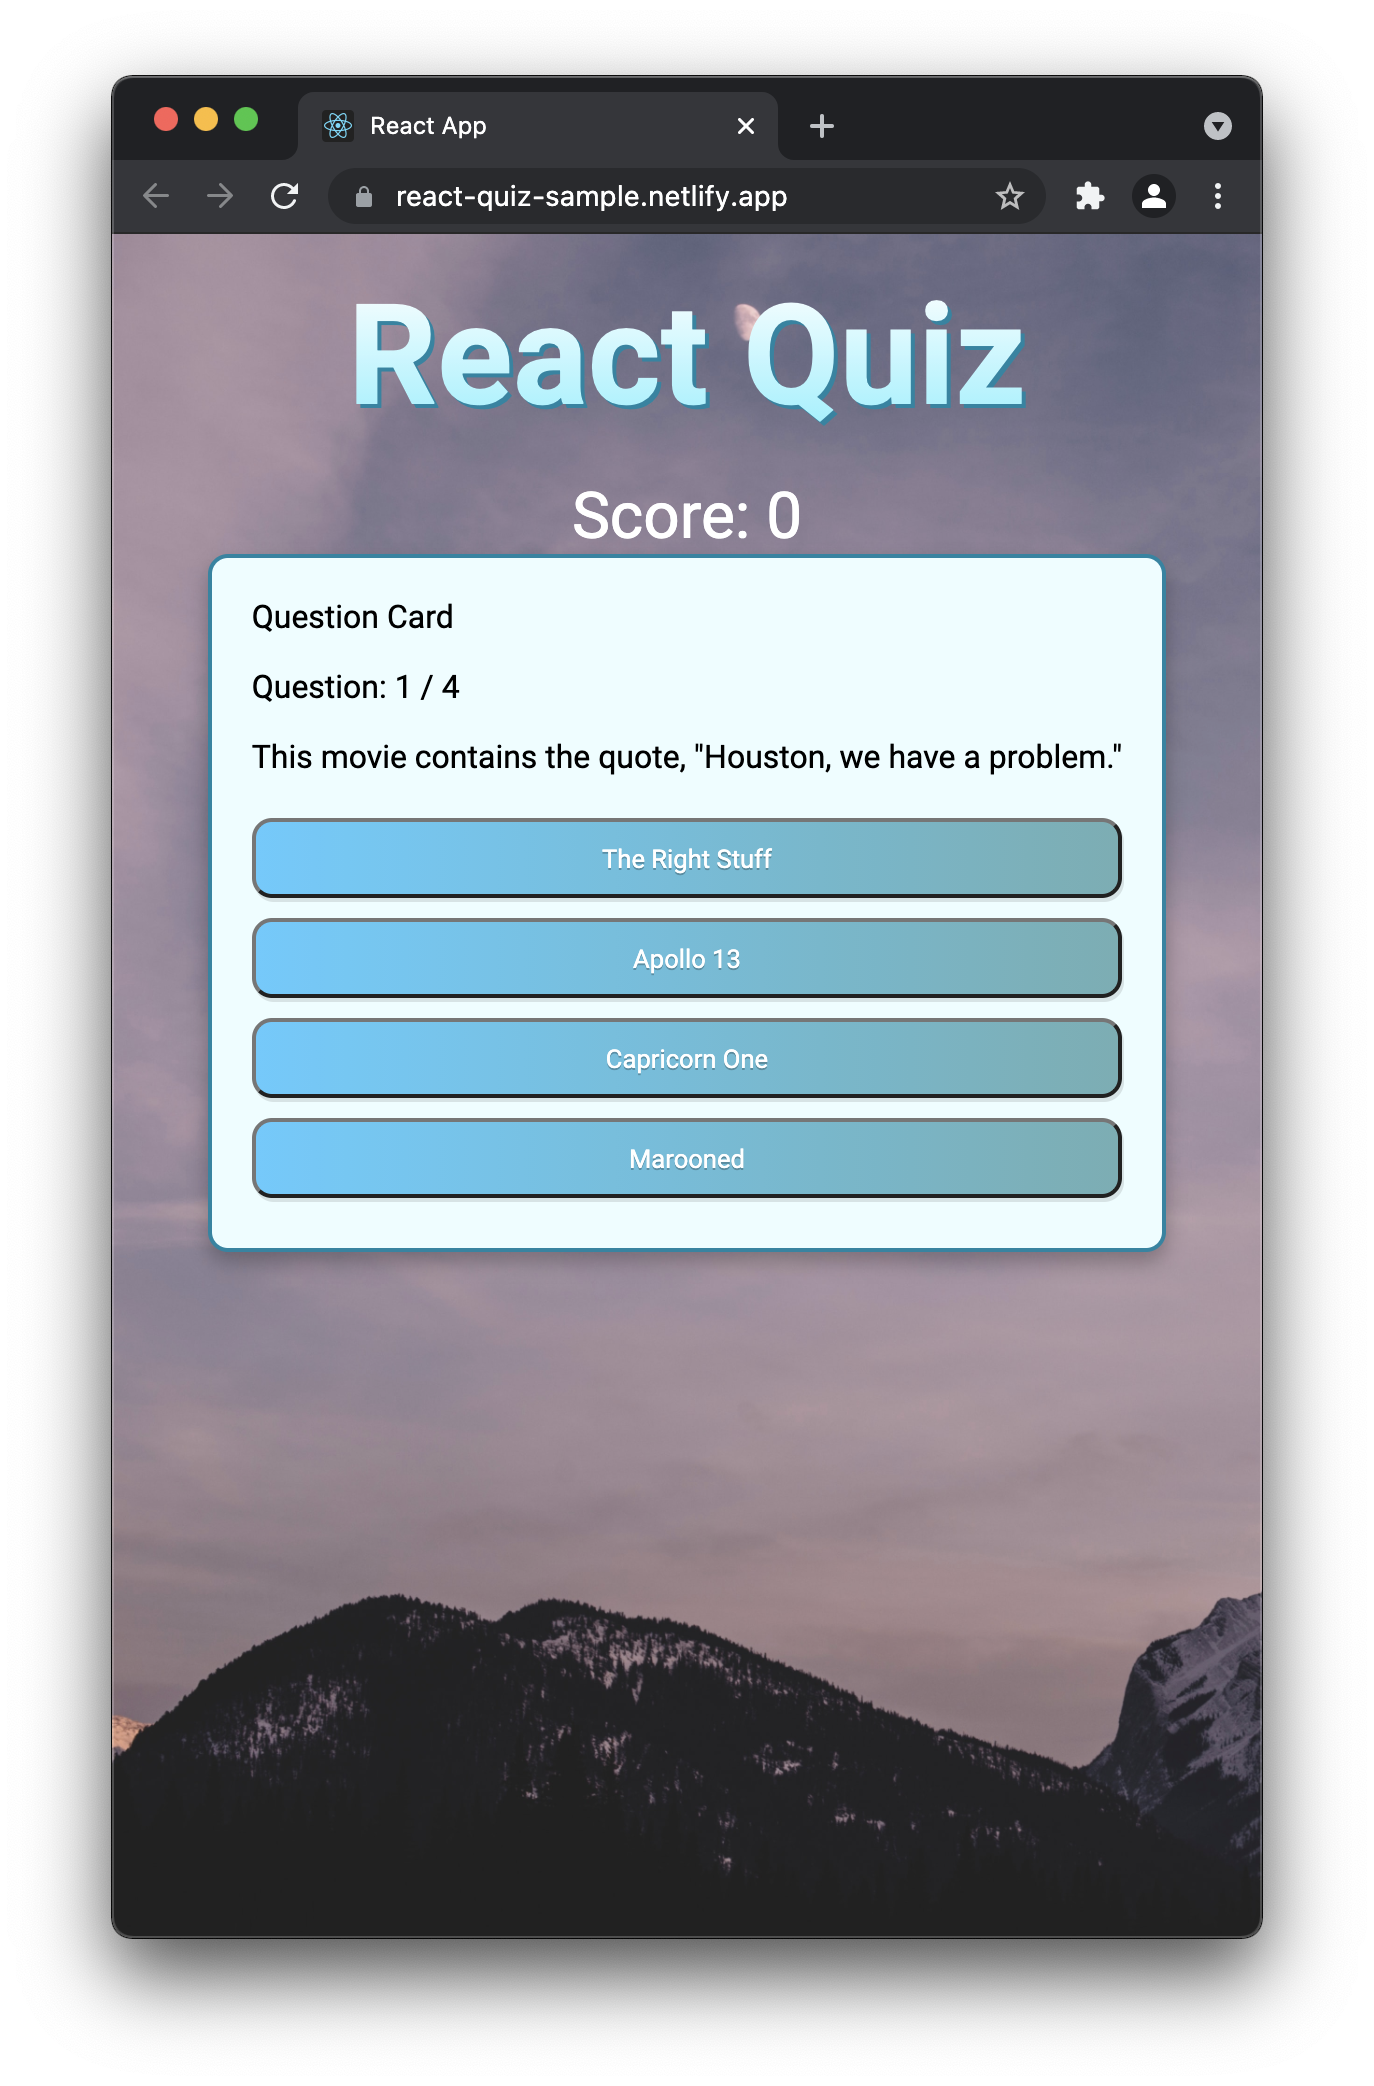 React App
react-quiz-sample.netlify.app
React Quiz
Score: 0
Question Card
Question: 1 / 4
This movie contains the quote, "Houston, we have a problem."
The Right Stuff
Apollo 13
Capricorn One
Marooned